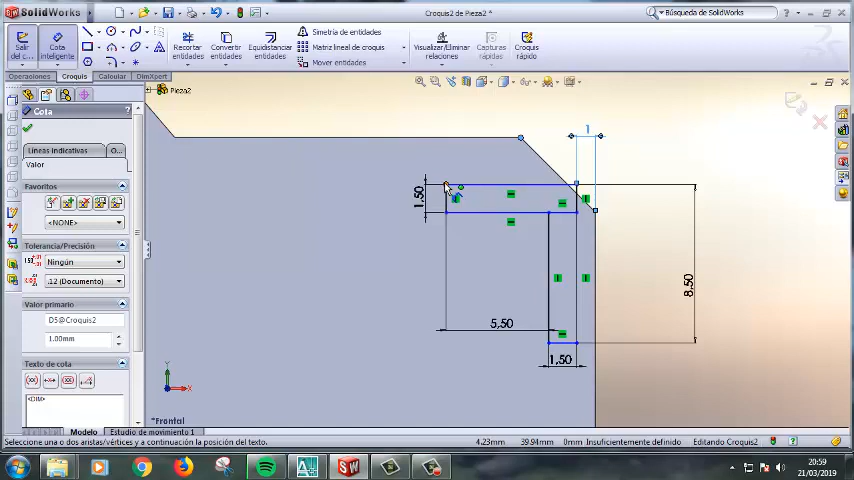 SolidWorks
Croquis2 de Pieza2 *
Búsqueda de SolidWorks
Salir del c...
Cota inteligente
Recortar entidades
Convertir entidades
Equidistanciar entidades
Simetría de entidades
Matriz lineal de croquis
Mover entidades
Visualizar/Eliminar relaciones
Capturas rápidas
Croquis rápido
Operaciones
Croquis
Calcular
DimXpert
Pieza2
Cota
?
Líneas indicativas
O...
Valor
Favoritos
<NONE>
Tolerancia/Precisión
Ningún
.12 (Documento)
Valor primario
D5@Croquis2
1.00mm
Texto de cota
<DIM>
1
1,50
8,50
5,50
1,50
Y
X
*Frontal
Modelo
Estudio de movimiento 1
Seleccione una o dos aristas/vértices y a continuación la posición del texto.
4.23mm
39.94mm
0mm
Insuficientemente definido
Editando Croquis2
20:59
21/03/2019